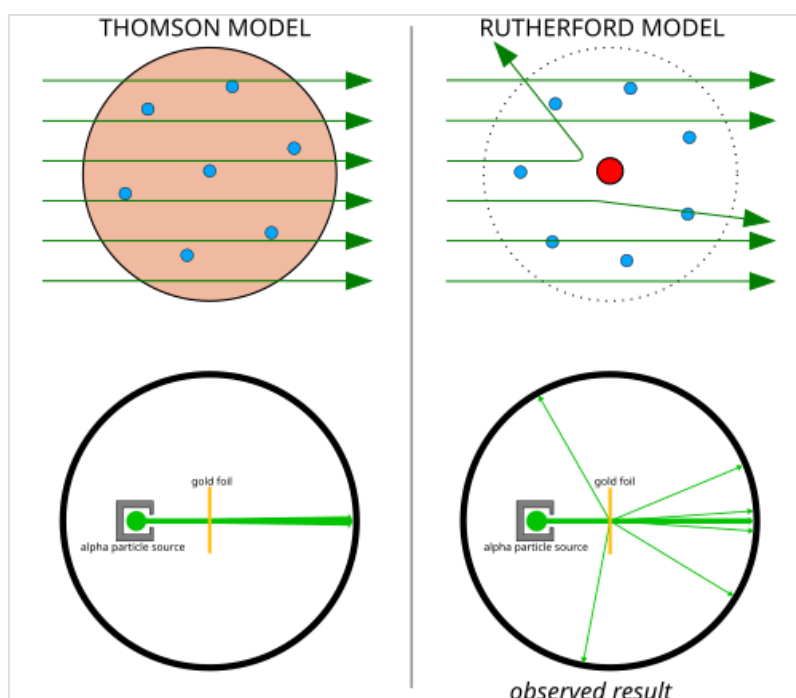 THOMSON MODEL
RUTHERFORD MODEL
gold foil
alpha particle source
gold foil
alpha particle source
observed result